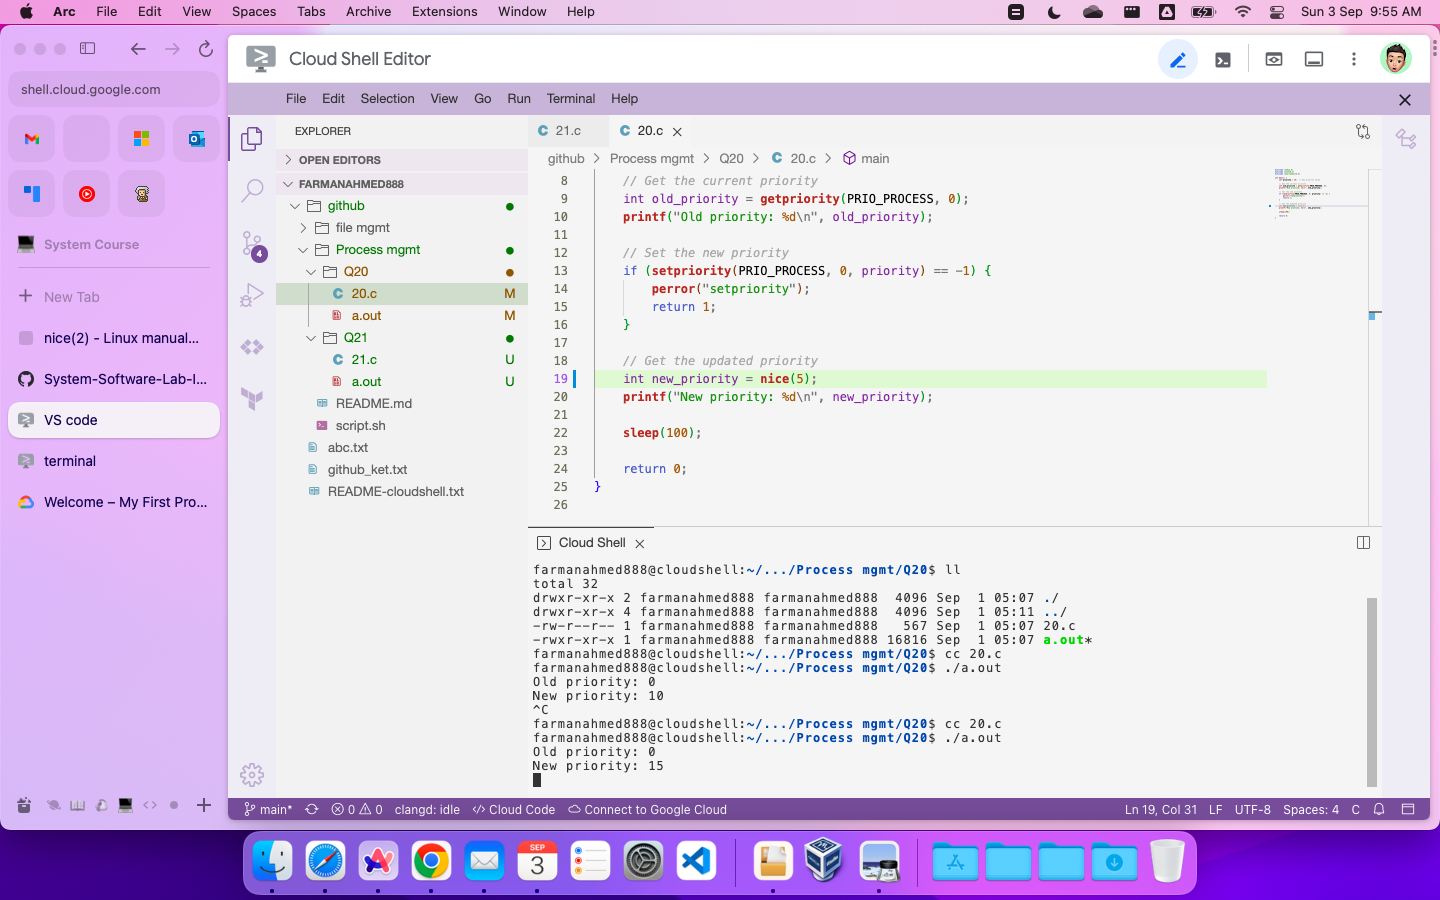 Arc File Edit View Spaces Tabs Archive Extensions Window Help Sun 3 Sep 9:55 AM
shell.cloud.google.com
System Course
New Tab
nice(2) - Linux manual...
System-Software-Lab-I...
VS code
terminal
Welcome – My First Pro...
Cloud Shell Editor
File Edit Selection View Go Run Terminal Help
EXPLORER
OPEN EDITORS
FARMANAHMED888
github
file mgmt
Process mgmt
Q20
C 20.c M
a.out M
Q21
C 21.c U
a.out U
README.md
script.sh
abc.txt
github_ket.txt
README-cloudshell.txt
4
C 21.c C 20.c
github > Process mgmt > Q20 > C 20.c > main
8 // Get the current priority
9 int old_priority = getpriority(PRIO_PROCESS, 0);
10 printf("Old priority: %d\n", old_priority);
11
12 // Set the new priority
13 if (setpriority(PRIO_PROCESS, 0, priority) == -1) {
14 perror("setpriority");
15 return 1;
16 }
17
18 // Get the updated priority
19 int new_priority = nice(5);
20 printf("New priority: %d\n", new_priority);
21
22 sleep(100);
23
24 return 0;
25 }
26
Cloud Shell
farmanahmed888@cloudshell:~/.../Process mgmt/Q20$ ll
total 32
drwxr-xr-x 2 farmanahmed888 farmanahmed888 4096 Sep 1 05:07 ./
drwxr-xr-x 4 farmanahmed888 farmanahmed888 4096 Sep 1 05:11 ../
-rw-r--r-- 1 farmanahmed888 farmanahmed888 567 Sep 1 05:07 20.c
-rwxr-xr-x 1 farmanahmed888 farmanahmed888 16816 Sep 1 05:07 a.out*
farmanahmed888@cloudshell:~/.../Process mgmt/Q20$ cc 20.c
farmanahmed888@cloudshell:~/.../Process mgmt/Q20$ ./a.out
Old priority: 0
New priority: 10
^C
farmanahmed888@cloudshell:~/.../Process mgmt/Q20$ cc 20.c
farmanahmed888@cloudshell:~/.../Process mgmt/Q20$ ./a.out
Old priority: 0
New priority: 15
main* 0 0 clangd: idle Cloud Code Connect to Google Cloud Ln 19, Col 31 LF UTF-8 Spaces: 4 C
SEP
3